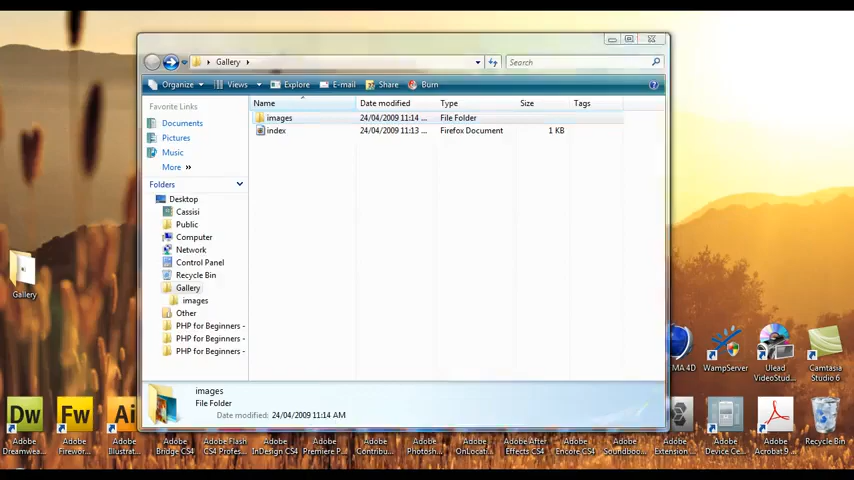 Gallery
Search
Organize
Views
Explore
E-mail
Share
Burn
Favorite Links
Documents
Pictures
Music
More »
Folders
Desktop
Cassisi
Public
Computer
Network
Control Panel
Recycle Bin
Gallery
images
Other
PHP for Beginners -
PHP for Beginners -
PHP for Beginners -
Name Date modified Type Size Tags
images 24/04/2009 11:14 ... File Folder
index 24/04/2009 11:13 ... Firefox Document 1 KB
images
File Folder
Date modified: 24/04/2009 11:14 AM
Gallery
MA 4D
WampServer
Ulead
VideoStud...
Camtasia
Studio 6
Dw
Fw
Ai
Adobe
Dreamwea...
Adobe
Firewor...
Adobe
Illustrat...
Adobe
Bridge CS4
Adobe Flash
CS4 Profes...
Adobe
InDesign CS4
Adobe
Premiere P...
Adobe
Contribu...
Adobe
Photosh...
Adobe
OnLocati...
Adobe After
Effects CS4
Adobe
Encore CS4
Adobe
Soundboo...
Adobe
Extension ...
Adobe
Device Ce...
Adobe
Acrobat 9 ...
Recycle Bin